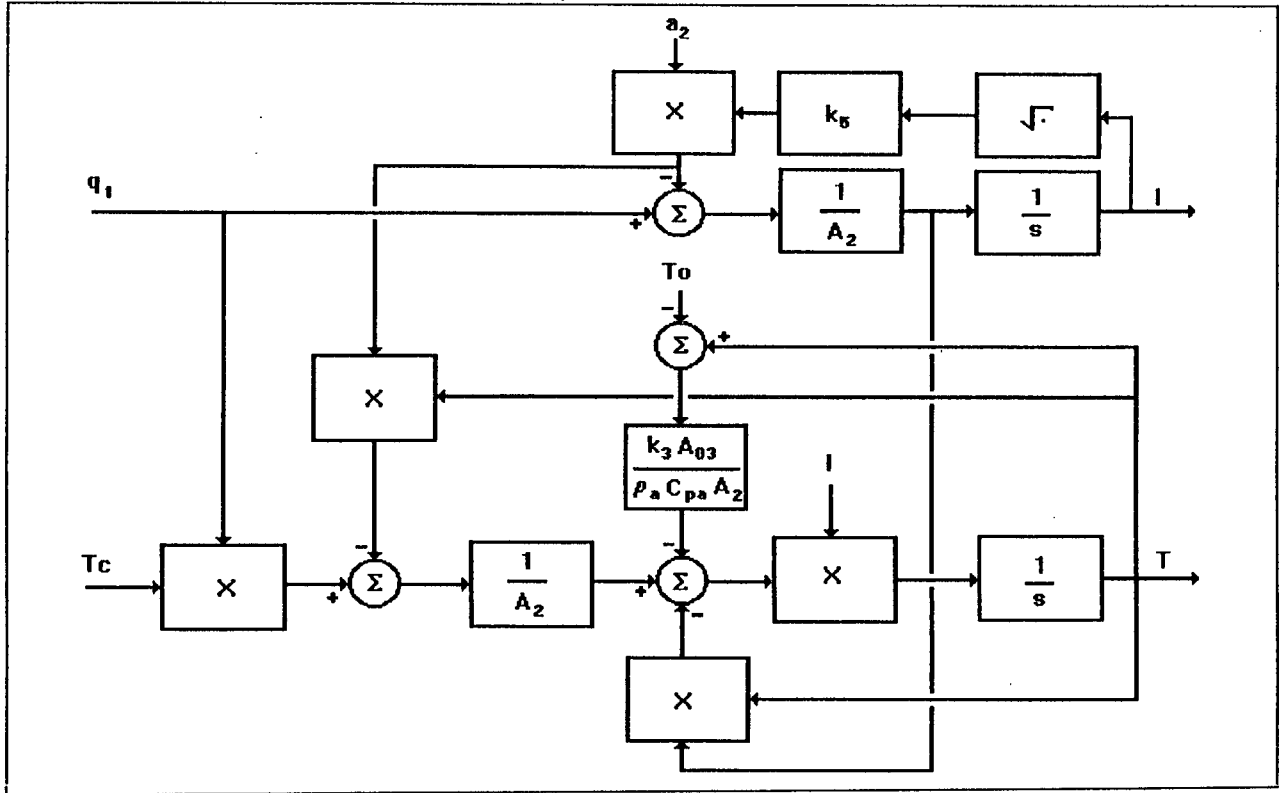 a₂
×
k₅
√.
q₁
-
+
Σ
1
A₂
1
s
l
To
-
Σ
+
×
k₃ A₀₃
ρₐ Cₚₐ A₂
l
Tc
×
-
+
Σ
1
A₂
-
+
Σ
-
×
1
s
T
×